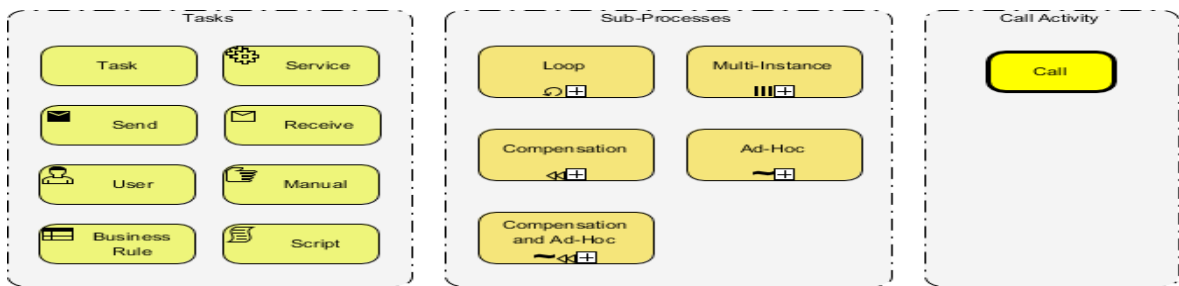 Tasks
Task
Service
Send
Receive
User
Manual
Business
Rule
Script
Sub-Processes
Loop
Multi-Instance
Compensation
Ad-Hoc
Compensation
and Ad-Hoc
Call Activity
Call